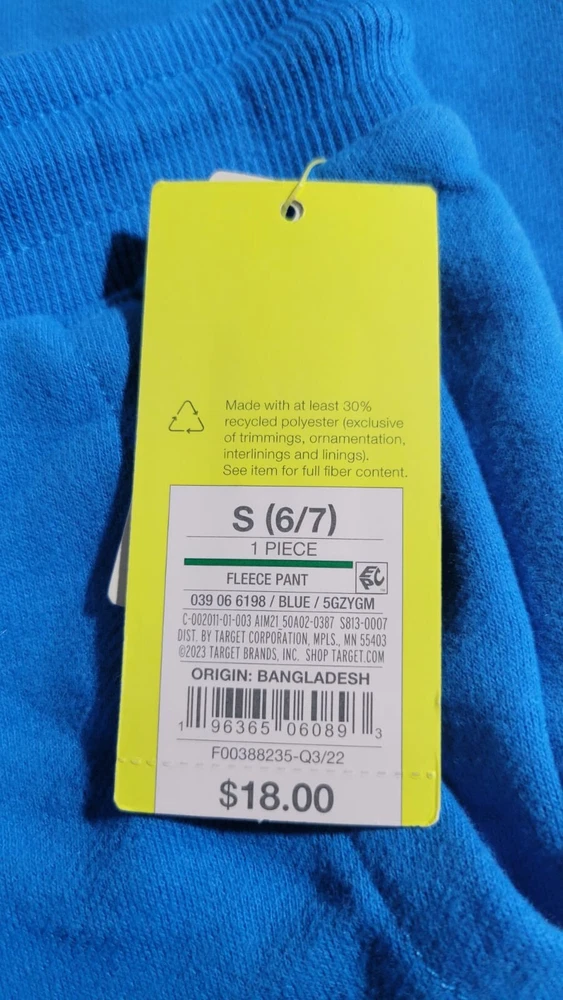 Made with at least 30%
recycled polyester (exclusive
of trimmings, ornamentation,
interlinings and linings).
See item for full fiber content.
S (6/7)
1 PIECE
FLEECE PANT
EPC
039 06 6198 / BLUE / 5GZYGM
C-002011-01-003 AIM21_50A02-0387 S813-0007
DIST. BY TARGET CORPORATION, MPLS., MN 55403
©2023 TARGET BRANDS, INC. SHOP TARGET.COM
ORIGIN: BANGLADESH
1 96365 06089 3
F00388235-Q3/22
$18.00